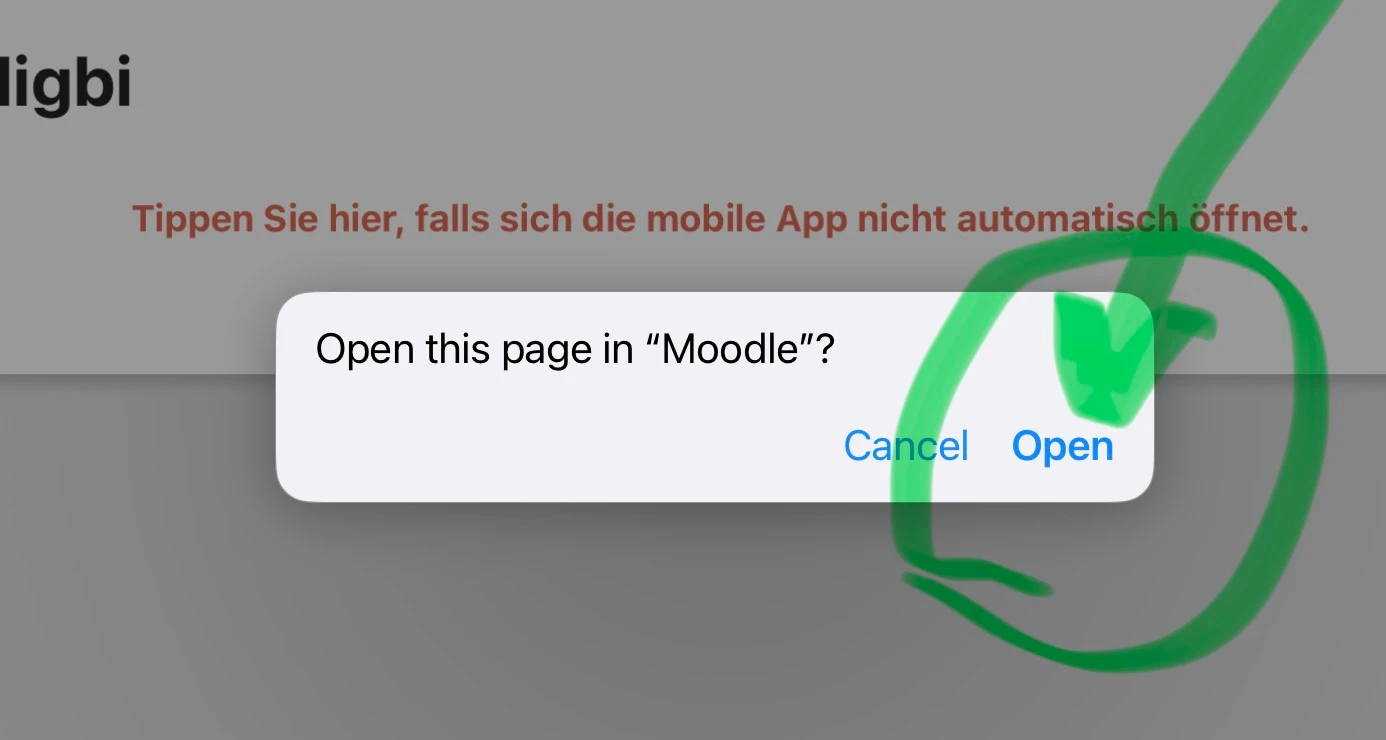 ligbi
Tippen Sie hier, falls sich die mobile App nicht automatisch öffnet.
Open this page in “Moodle”?
Cancel Open